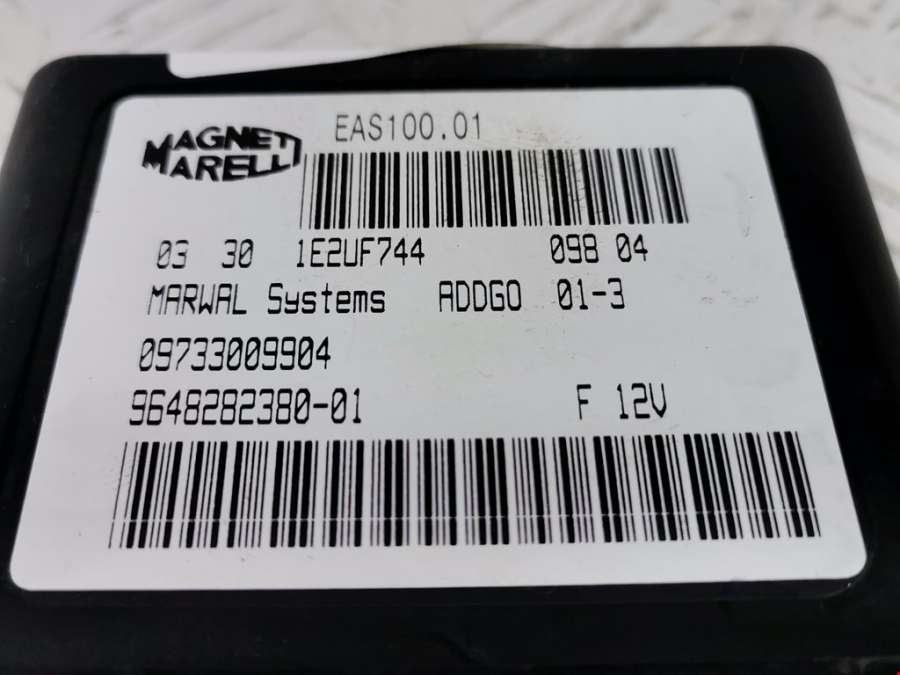 EAS100.01
MAGNETI
MARELLI
03 30 1E2UF744 098 04
MARWAL Systems ADDGO 01-3
09733009904
9648282380-01 F 12V